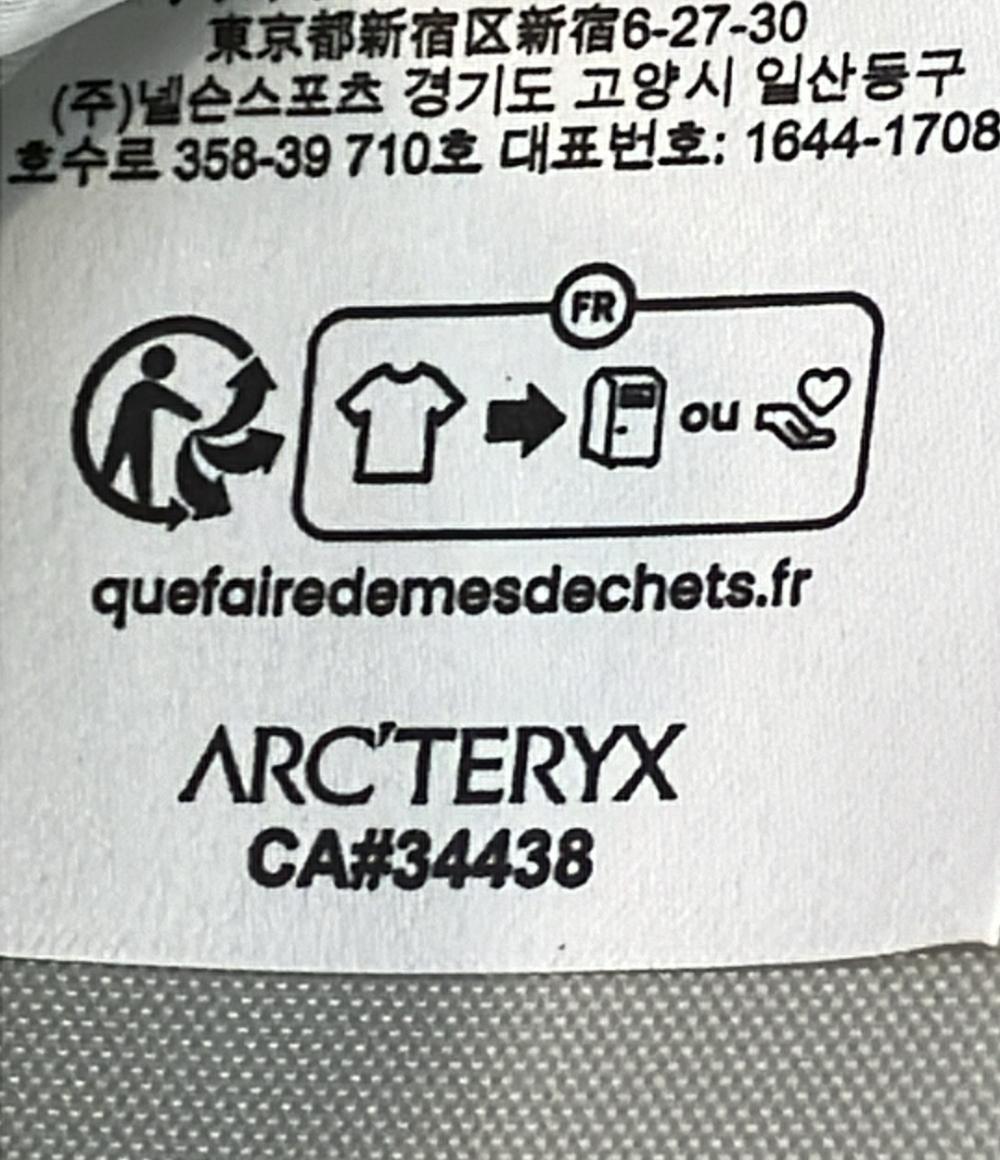 東京都新宿区新宿6-27-30
(주)넬슨스포츠 경기도 고양시 일산동구
호수로 358-39 710호 대표번호: 1644-1708
FR
ou
quefairedemesdechets.fr
ARC'TERYX
CA#34438